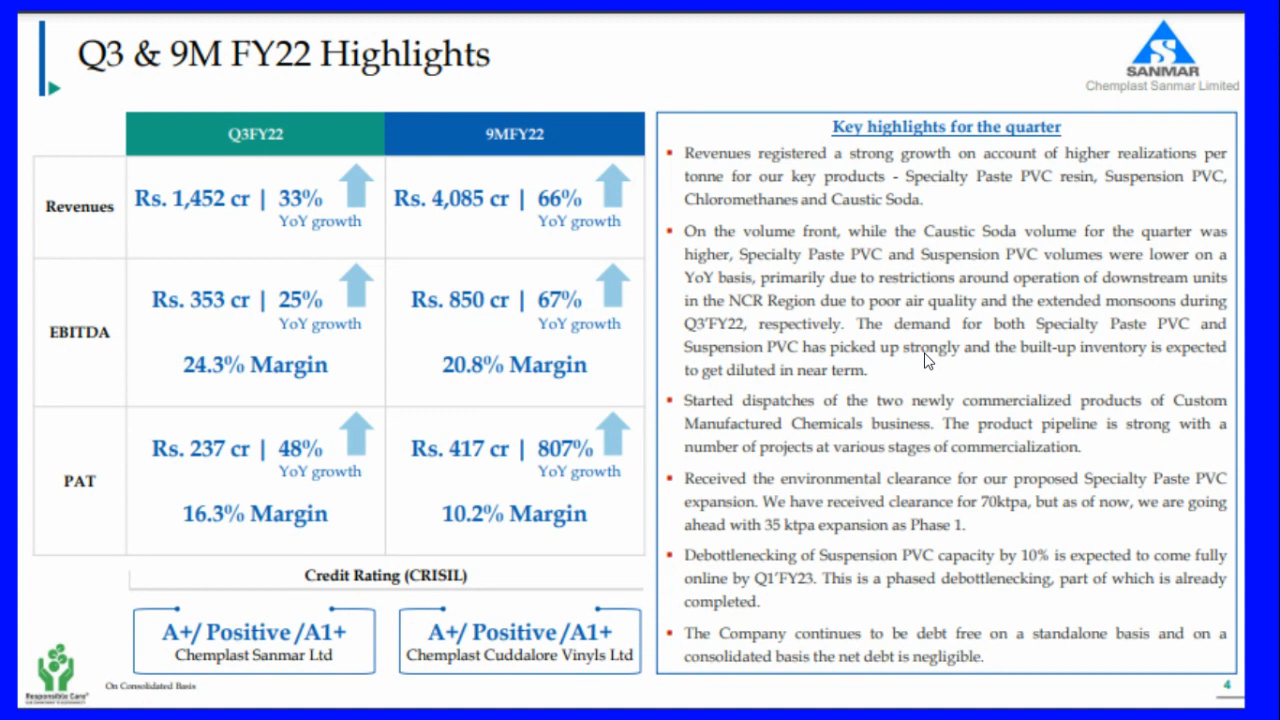 Q3 & 9M FY22 Highlights
SANMAR
Chemplast Sanmar Limited
Q3FY22
9MFY22
Revenues
Rs. 1,452 cr | 33%
YoY growth
Rs. 4,085 cr | 66%
YoY growth
EBITDA
Rs. 353 cr | 25%
YoY growth
24.3% Margin
Rs. 850 cr | 67%
YoY growth
20.8% Margin
PAT
Rs. 237 cr | 48%
YoY growth
16.3% Margin
Rs. 417 cr | 807%
YoY growth
10.2% Margin
Credit Rating (CRISIL)
A+/ Positive /A1+
Chemplast Sanmar Ltd
A+/ Positive /A1+
Chemplast Cuddalore Vinyls Ltd
Key highlights for the quarter
Revenues registered a strong growth on account of higher realizations per
tonne for our key products - Specialty Paste PVC resin, Suspension PVC,
Chloromethanes and Caustic Soda.
On the volume front, while the Caustic Soda volume for the quarter was
higher, Specialty Paste PVC and Suspension PVC volumes were lower on a
YoY basis, primarily due to restrictions around operation of downstream units
in the NCR Region due to poor air quality and the extended monsoons during
Q3'FY22, respectively. The demand for both Specialty Paste PVC and
Suspension PVC has picked up strongly and the built-up inventory is expected
to get diluted in near term.
Started dispatches of the two newly commercialized products of Custom
Manufactured Chemicals business. The product pipeline is strong with a
number of projects at various stages of commercialization.
Received the environmental clearance for our proposed Specialty Paste PVC
expansion. We have received clearance for 70ktpa, but as of now, we are going
ahead with 35 ktpa expansion as Phase 1.
Debottlenecking of Suspension PVC capacity by 10% is expected to come fully
online by Q1'FY23. This is a phased debottlenecking, part of which is already
completed.
The Company continues to be debt free on a standalone basis and on a
consolidated basis the net debt is negligible.
Responsible Care®
On Consolidated Basis
4